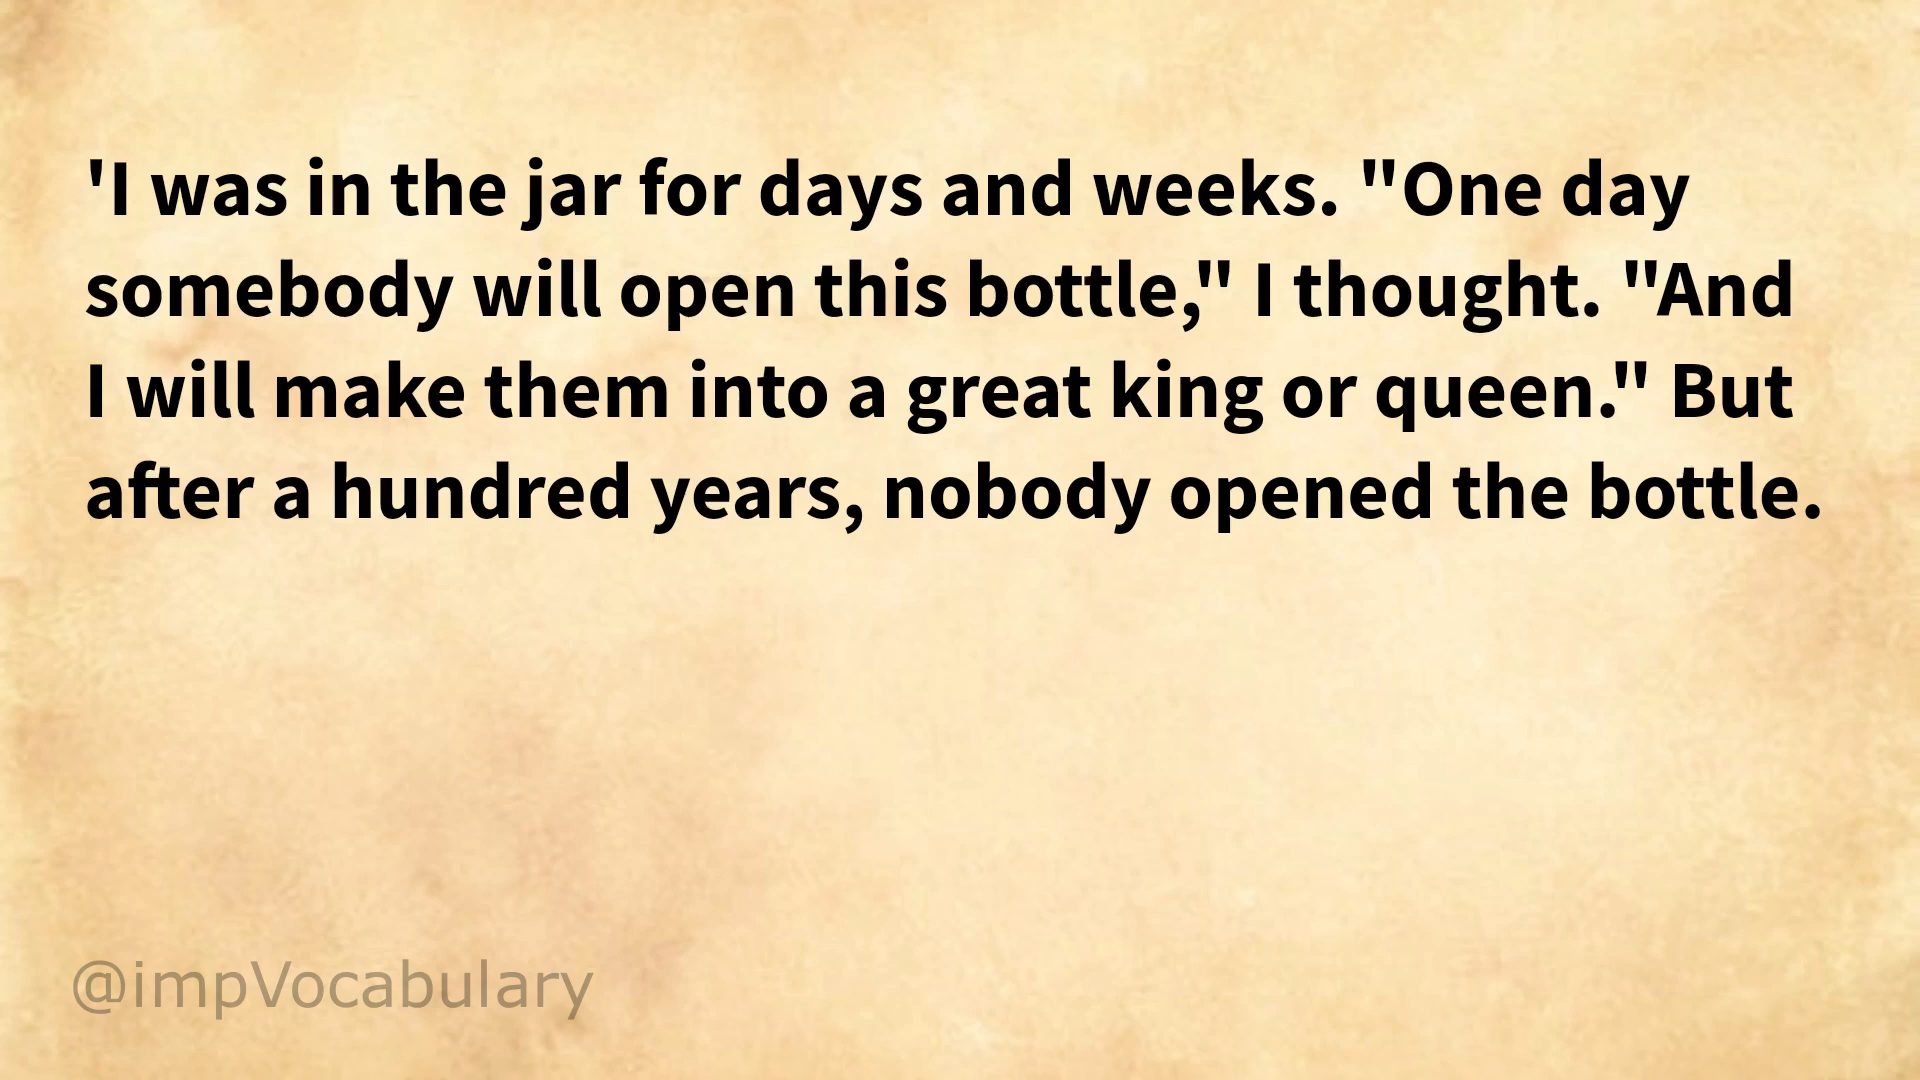 'I was in the jar for days and weeks. "One day
somebody will open this bottle," I thought. "And
I will make them into a great king or queen." But
after a hundred years, nobody opened the bottle.
@impVocabulary